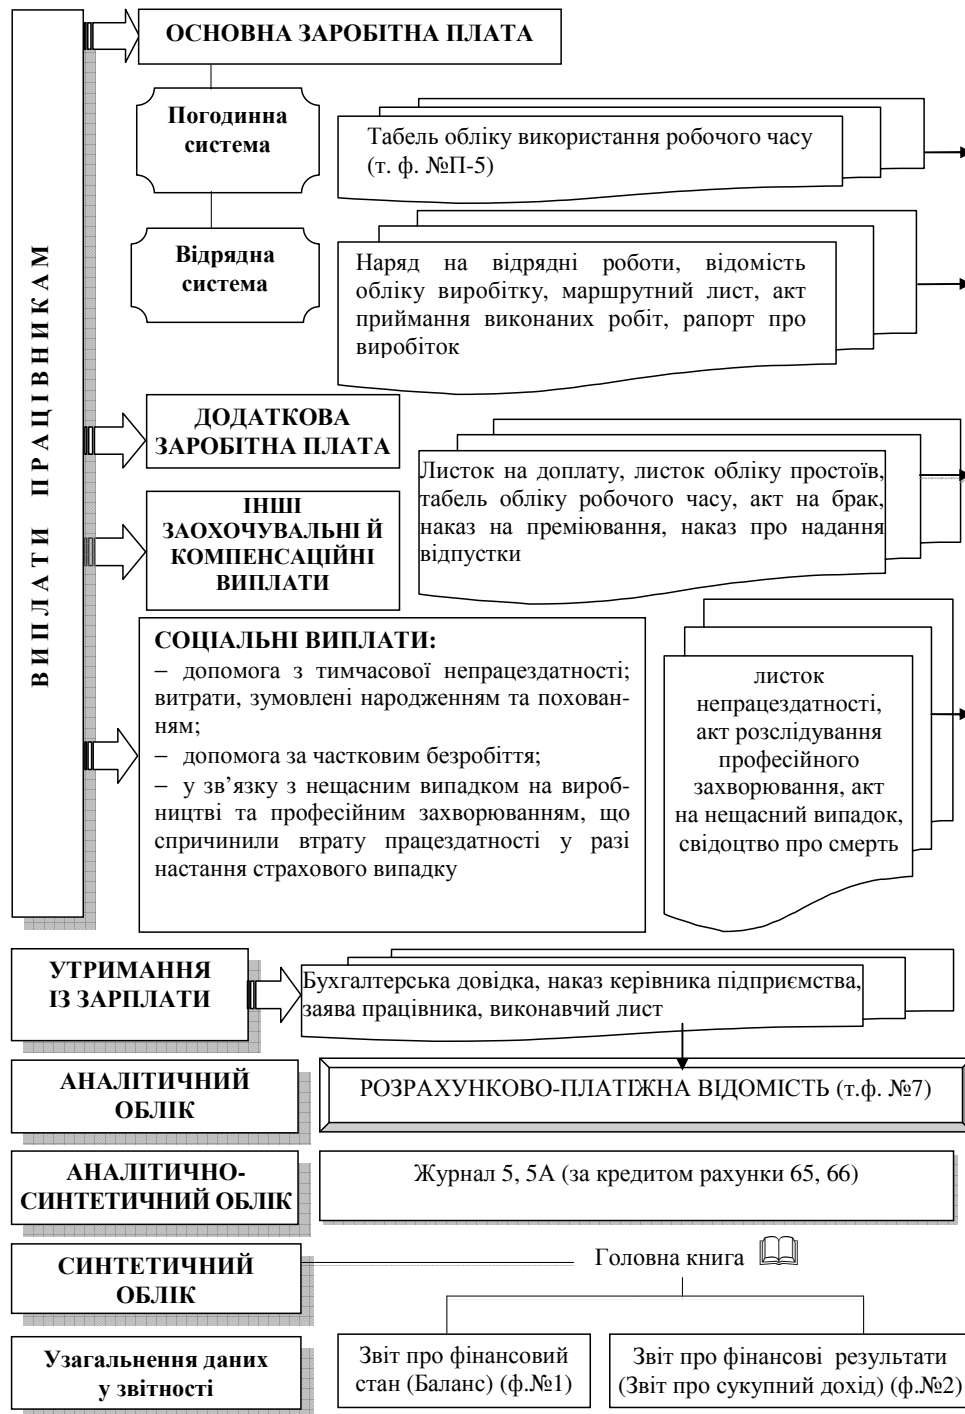 ВИПЛАТИ ПРАЦІВНИКАМ
ОСНОВНА ЗАРОБІТНА ПЛАТА
Погодинна
система
Табель обліку використання робочого часу
(т. ф. №П-5)
Відрядна
система
Наряд на відрядні роботи, відомість
обліку виробітку, маршрутний лист, акт
приймання виконаних робіт, рапорт про
виробіток
ДОДАТКОВА
ЗАРОБІТНА ПЛАТА
ІНШІ
ЗАОХОЧУВАЛЬНІ Й
КОМПЕНСАЦІЙНІ
ВИПЛАТИ
Листок на доплату, листок обліку простоїв,
табель обліку робочого часу, акт на брак,
наказ на преміювання, наказ про надання
відпустки
СОЦІАЛЬНІ ВИПЛАТИ:
– допомога з тимчасової непрацездатності;
витрати, зумовлені народженням та похован-
ням;
– допомога за частковим безробіття;
– у зв’язку з нещасним випадком на вироб-
ництві та професійним захворюванням, що
спричинили втрату працездатності у разі
настання страхового випадку
листок
непрацездатності,
акт розслідування
професійного
захворювання, акт
на нещасний випадок,
свідоцтво про смерть
УТРИМАННЯ
ІЗ ЗАРПЛАТИ
Бухгалтерська довідка, наказ керівника підприємства,
заява працівника, виконавчий лист
АНАЛІТИЧНИЙ
ОБЛІК
РОЗРАХУНКОВО-ПЛАТІЖНА ВІДОМІСТЬ (т.ф. №7)
АНАЛІТИЧНО-
СИНТЕТИЧНИЙ ОБЛІК
Журнал 5, 5А (за кредитом рахунки 65, 66)
СИНТЕТИЧНИЙ
ОБЛІК
Головна книга
Узагальнення даних
у звітності
Звіт про фінансовий
стан (Баланс) (ф.№1)
Звіт про фінансові результати
(Звіт про сукупний дохід) (ф.№2)